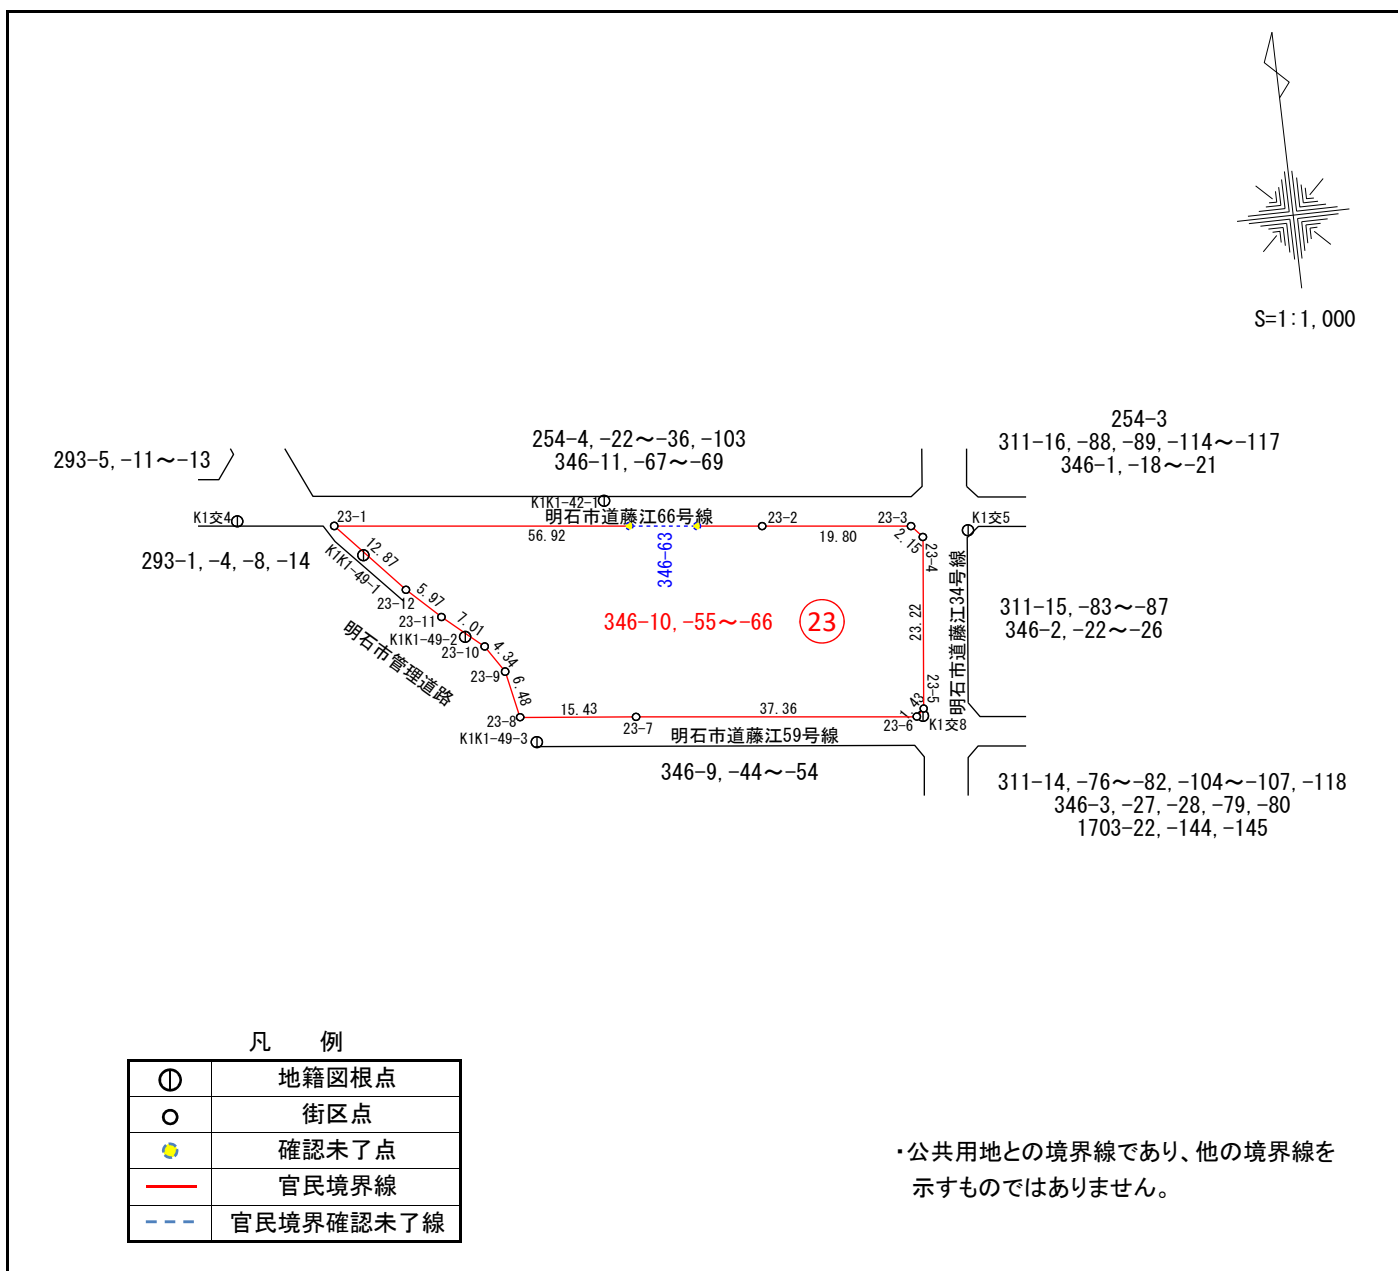 S=1:1,000
254-3
311-16,-88,-89,-114～-117
346-1,-18～-21
254-4,-22～-36,-103
346-11,-67～-69
293-5,-11～-13
K1K1-42-1
K1交4
23-1
明石市道藤江66号線
23-2
23-3
K1交5
56.92
19.80
2.15
23-4
346-63
12.87
K1K1-49-1
293-1,-4,-8,-14
23-12
5.97
23-11
7.01
K1K1-49-2
23-10
4.34
23-9
6.48
明石市管理道路
346-10,-55～-66
23
23.22
明石市道藤江34号線
311-15,-83～-87
346-2,-22～-26
23-5
1.43
23-8
15.43
23-7
37.36
23-6
K1交8
K1K1-49-3
明石市道藤江59号線
346-9,-44～-54
311-14,-76～-82,-104～-107,-118
346-3,-27,-28,-79,-80
1703-22,-144,-145
凡　例
地籍図根点
街区点
確認未了点
官民境界線
官民境界確認未了線
・公共用地との境界線であり、他の境界線を
示すものではありません。